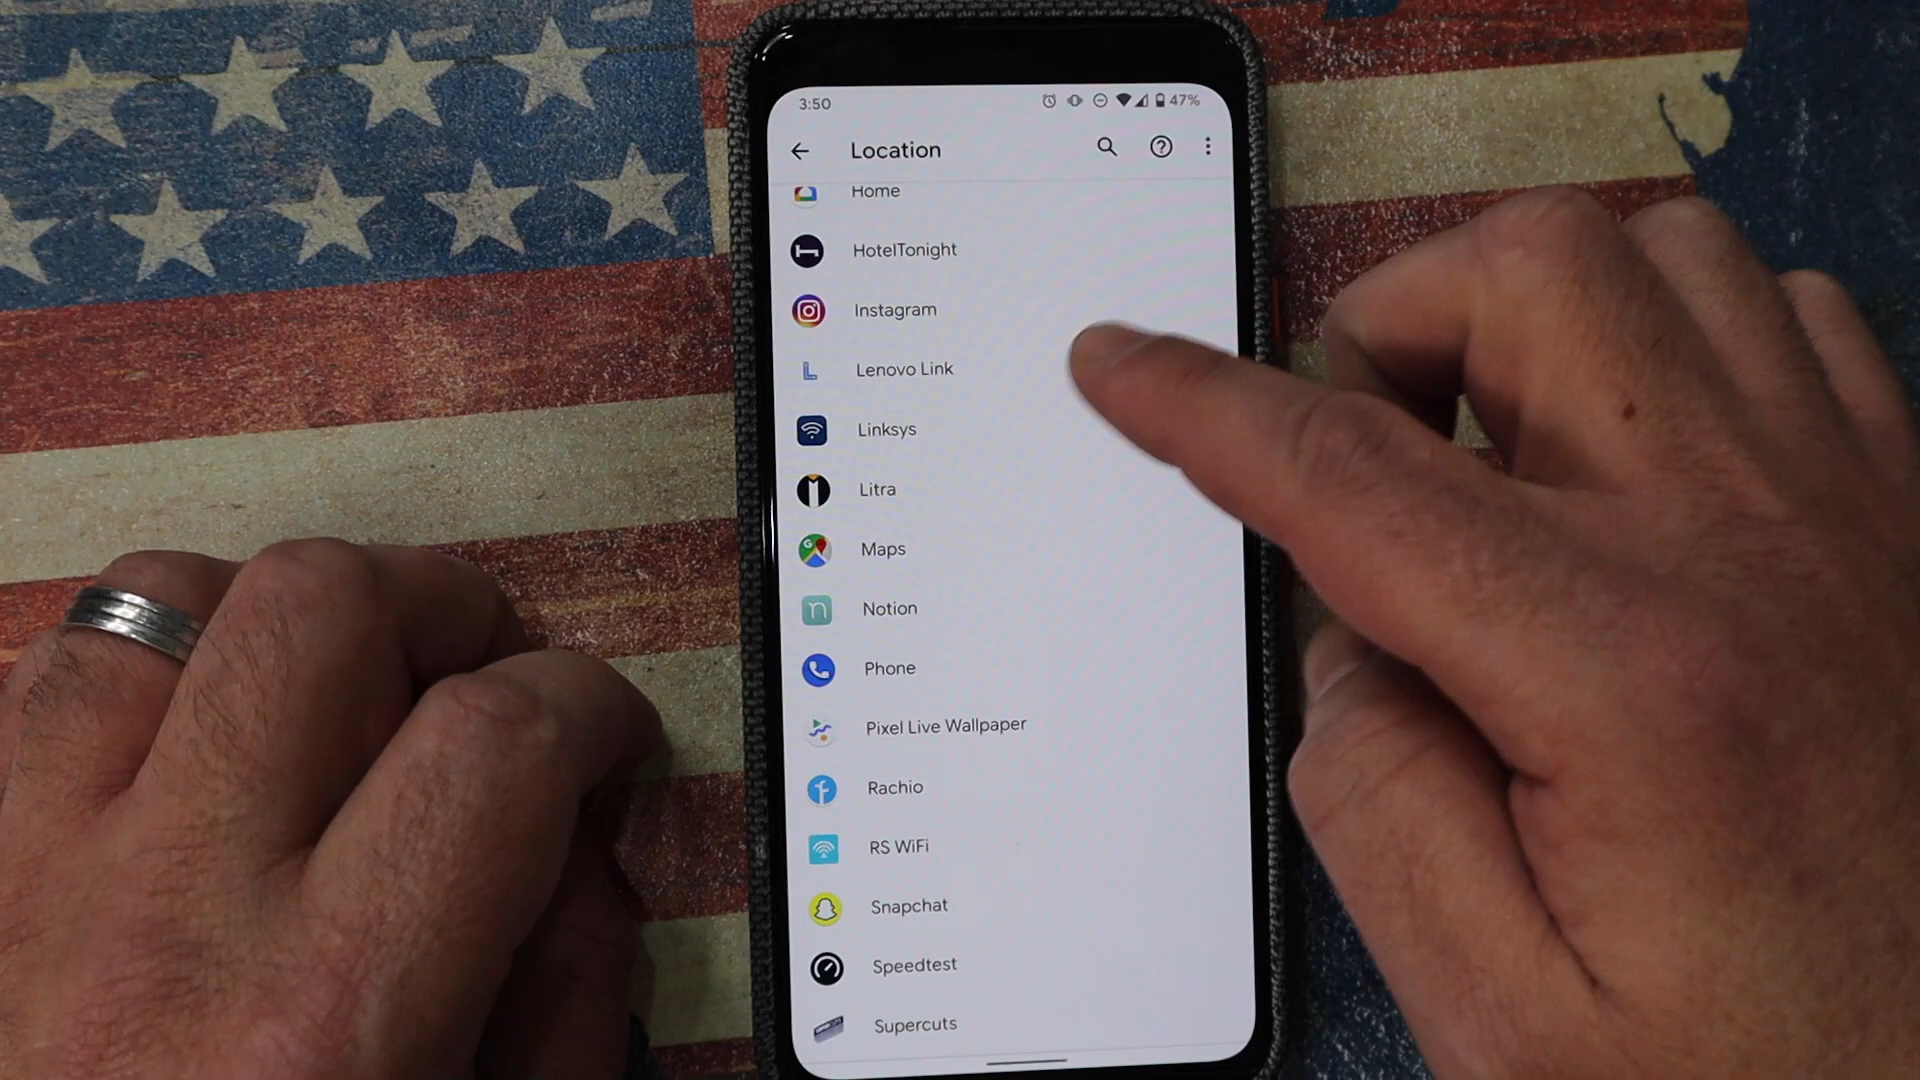 3:50
47%
Location
Home
HotelTonight
Instagram
Lenovo Link
Linksys
Litra
Maps
Notion
Phone
Pixel Live Wallpaper
Rachio
RS WiFi
Snapchat
Speedtest
Supercuts